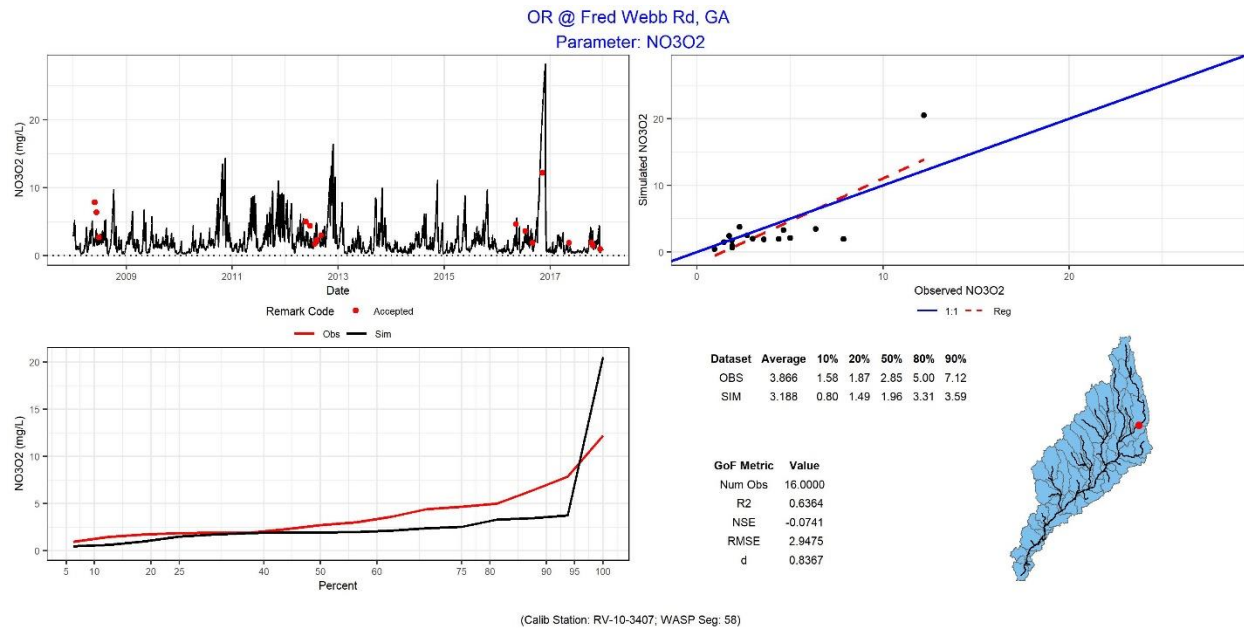 OR @ Fred Webb Rd, GA
Parameter: NO3O2
NO3O2 (mg/L)
20
10
0
2009 2011 2013 2015 2017
Date
Remark Code Accepted
Simulated NO3O2
20
10
0
0 10 20
Observed NO3O2
1:1 Reg
Obs Sim
NO3O2 (mg/L)
20
15
10
5
0
5 10 20 25 40 50 60 75 80 90 95 100
Percent
Dataset Average 10% 20% 50% 80% 90%
OBS 3.866 1.58 1.87 2.85 5.00 7.12
SIM 3.188 0.80 1.49 1.96 3.31 3.59
GoF Metric Value
Num Obs 16.0000
R2 0.6364
NSE -0.0741
RMSE 2.9475
d 0.8367
(Calib Station: RV-10-3407; WASP Seg: 58)